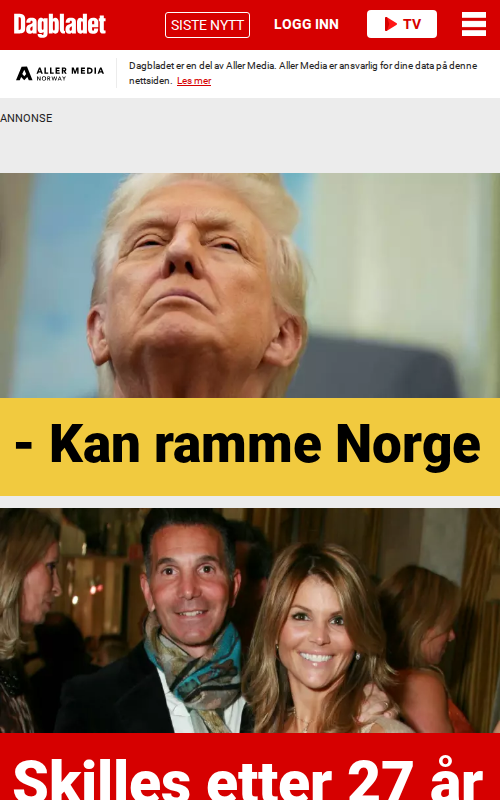 Dagbladet
SISTE NYTT
LOGG INN
TV
ALLER MEDIA
NORWAY
Dagbladet er en del av Aller Media. Aller Media er ansvarlig for dine data på denne
nettsiden. Les mer
ANNONSE
- Kan ramme Norge
Skilles etter 27 år